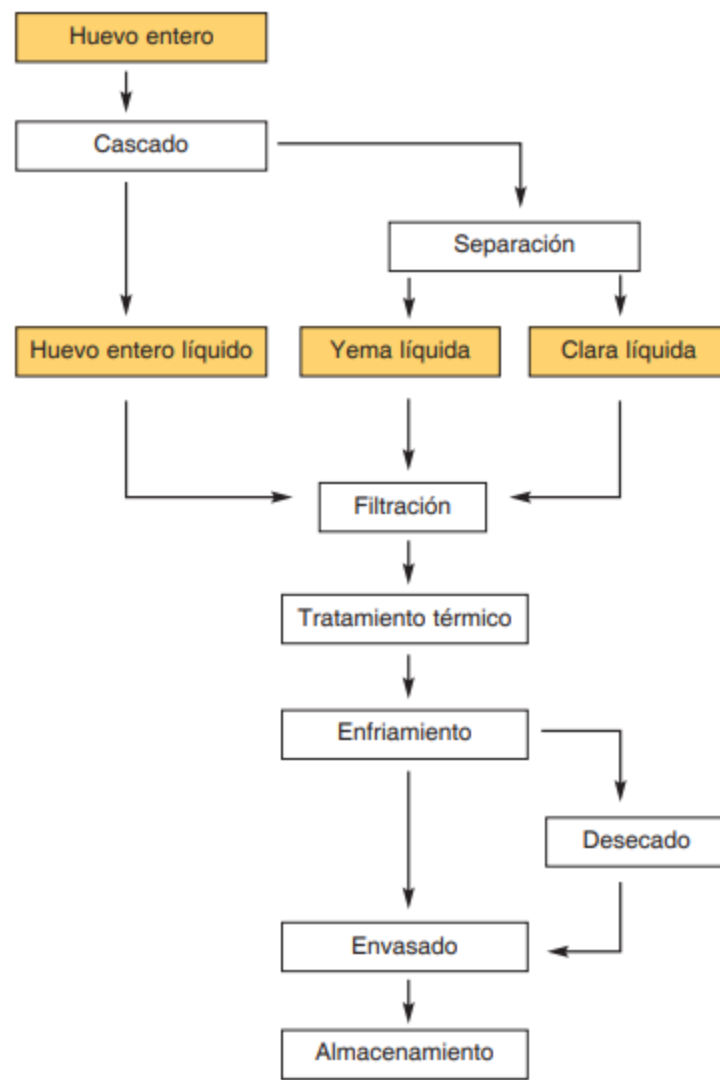 Huevo entero
Cascado
Separación
Huevo entero líquido
Yema líquida
Clara líquida
Filtración
Tratamiento térmico
Enfriamiento
Desecado
Envasado
Almacenamiento